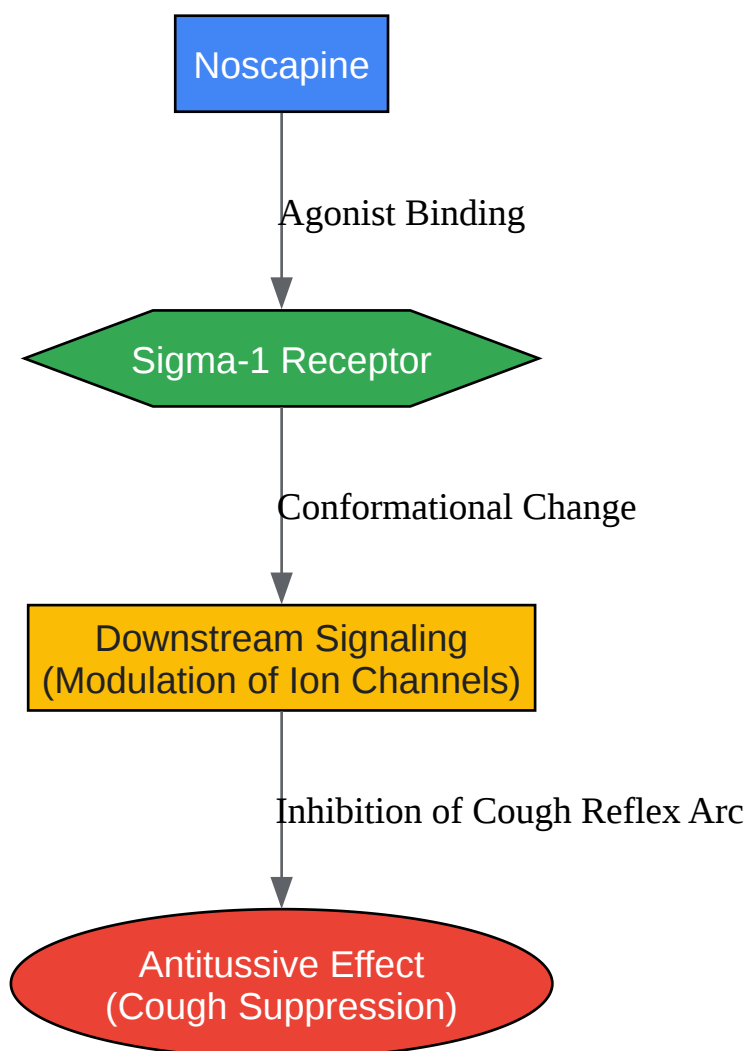 Noscapine
Agonist Binding
Sigma-1 Receptor
Conformational Change
Downstream Signaling
(Modulation of Ion Channels)
Inhibition of Cough Reflex Arc
Antitussive Effect
(Cough Suppression)